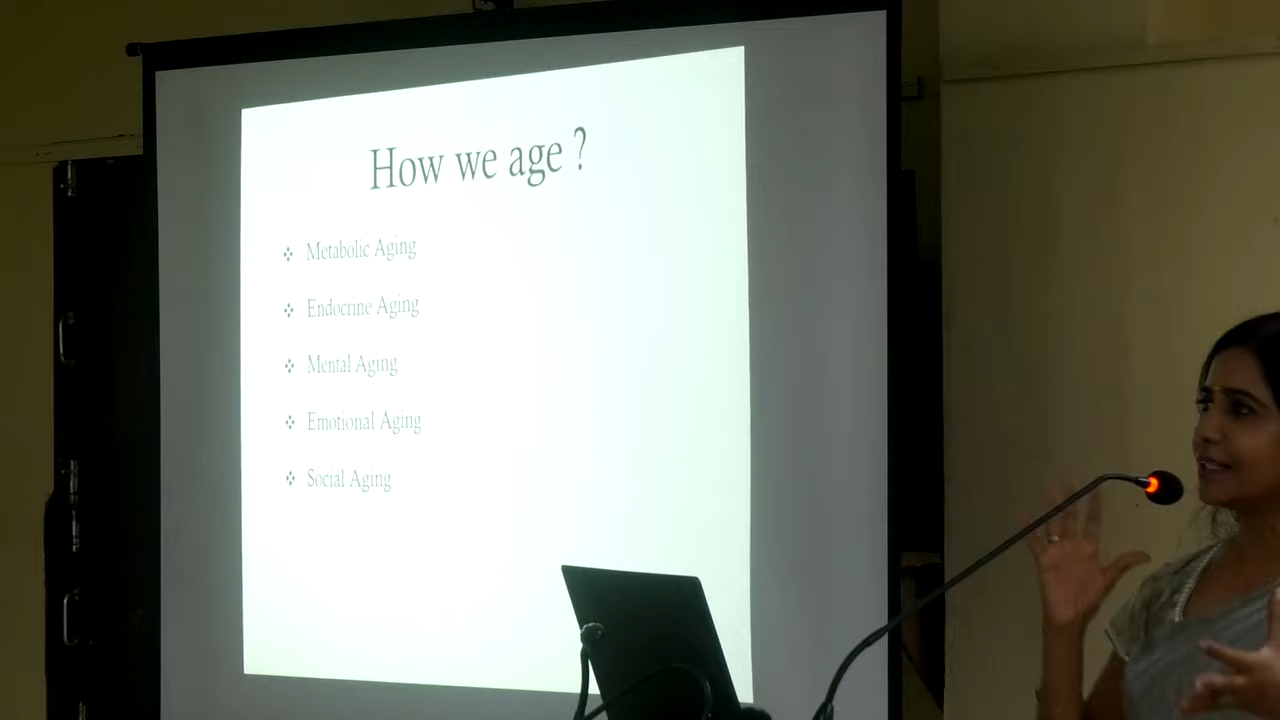 How we age ?
Metabolic Aging
Endocrine Aging
Mental Aging
Emotional Aging
Social Aging